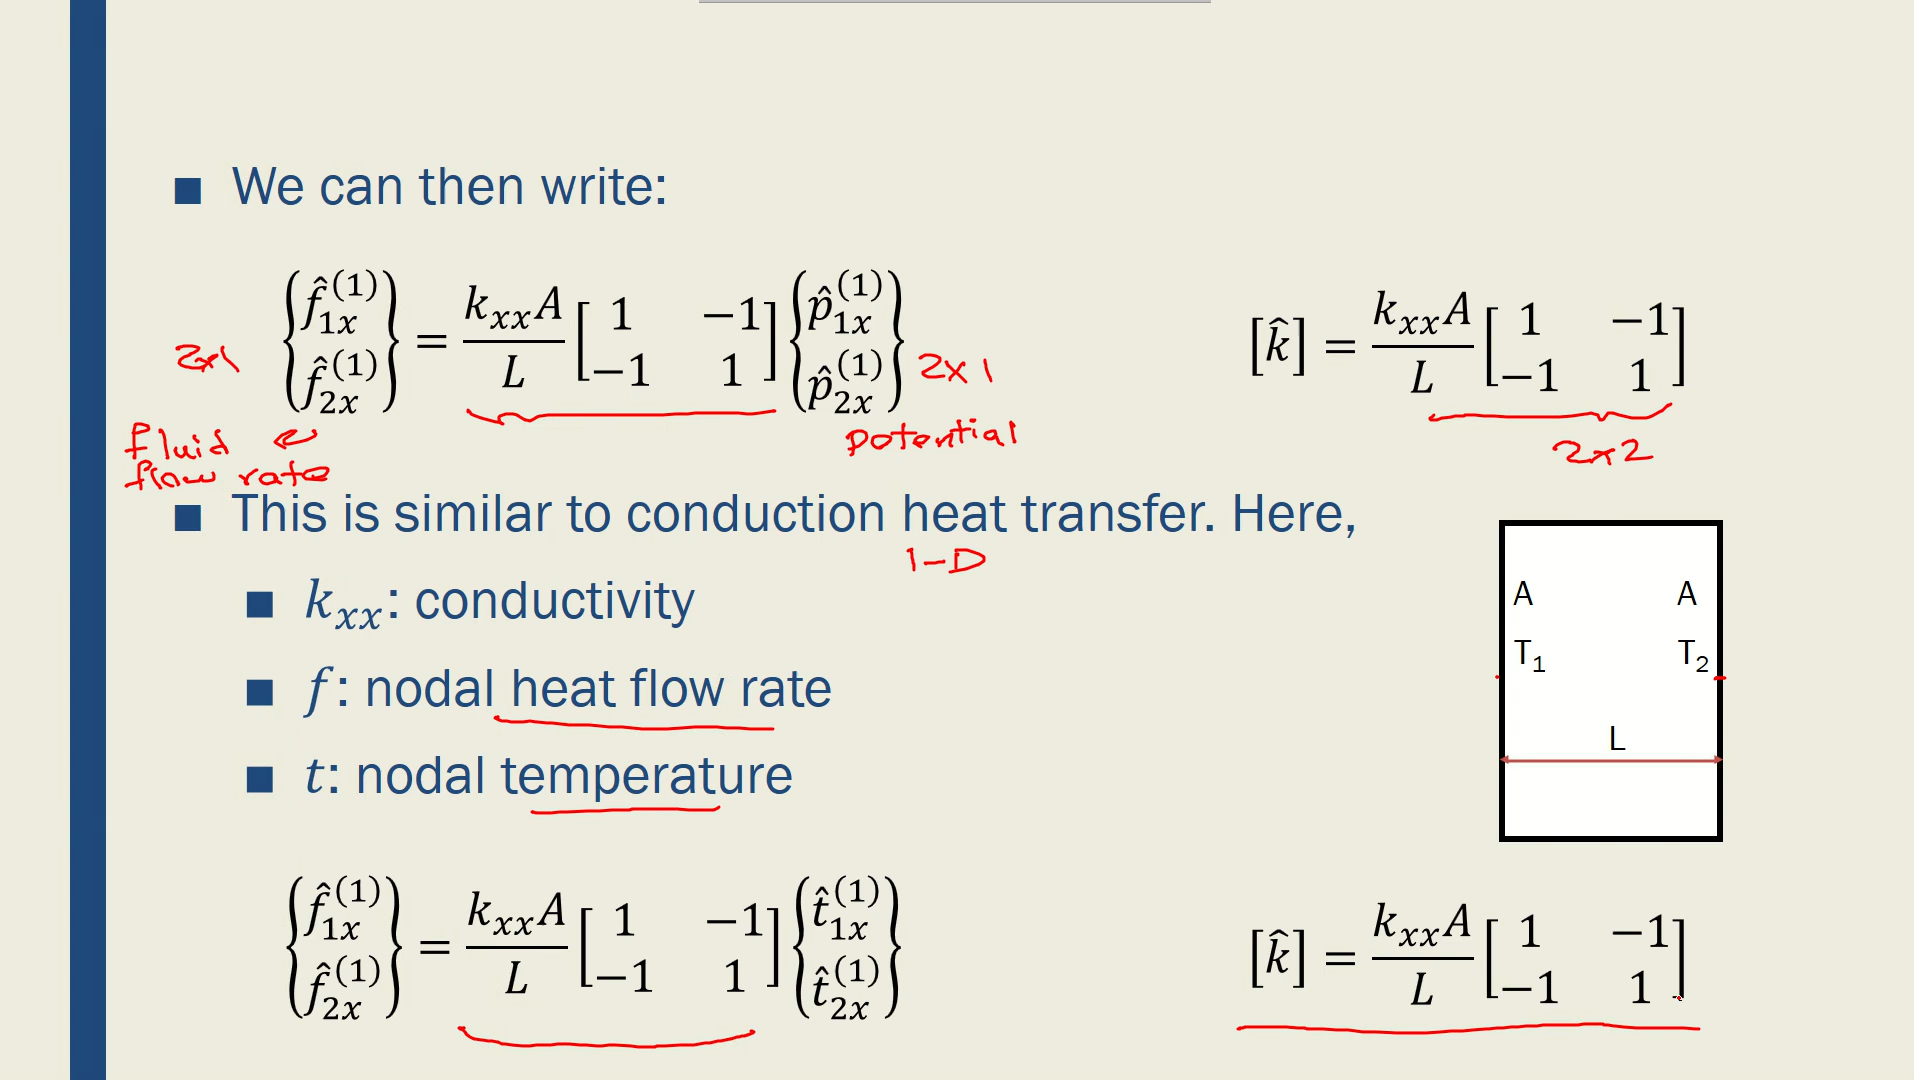 ■ We can then write:
2x1 {f̂₁ₓ⁽¹⁾ f̂₂ₓ⁽¹⁾} = kₓₓA/L [1 −1; −1 1] {p̂₁ₓ⁽¹⁾ p̂₂ₓ⁽¹⁾} 2x1
[k̂] = kₓₓA/L [1 −1; −1 1]
fluid
flow rate
potential
2x2
■ This is similar to conduction heat transfer. Here,
1-D
■ kₓₓ: conductivity
■ f: nodal heat flow rate
■ t: nodal temperature
A A
T₁ T₂
L
{f̂₁ₓ⁽¹⁾ f̂₂ₓ⁽¹⁾} = kₓₓA/L [1 −1; −1 1] {t̂₁ₓ⁽¹⁾ t̂₂ₓ⁽¹⁾}
[k̂] = kₓₓA/L [1 −1; −1 1]